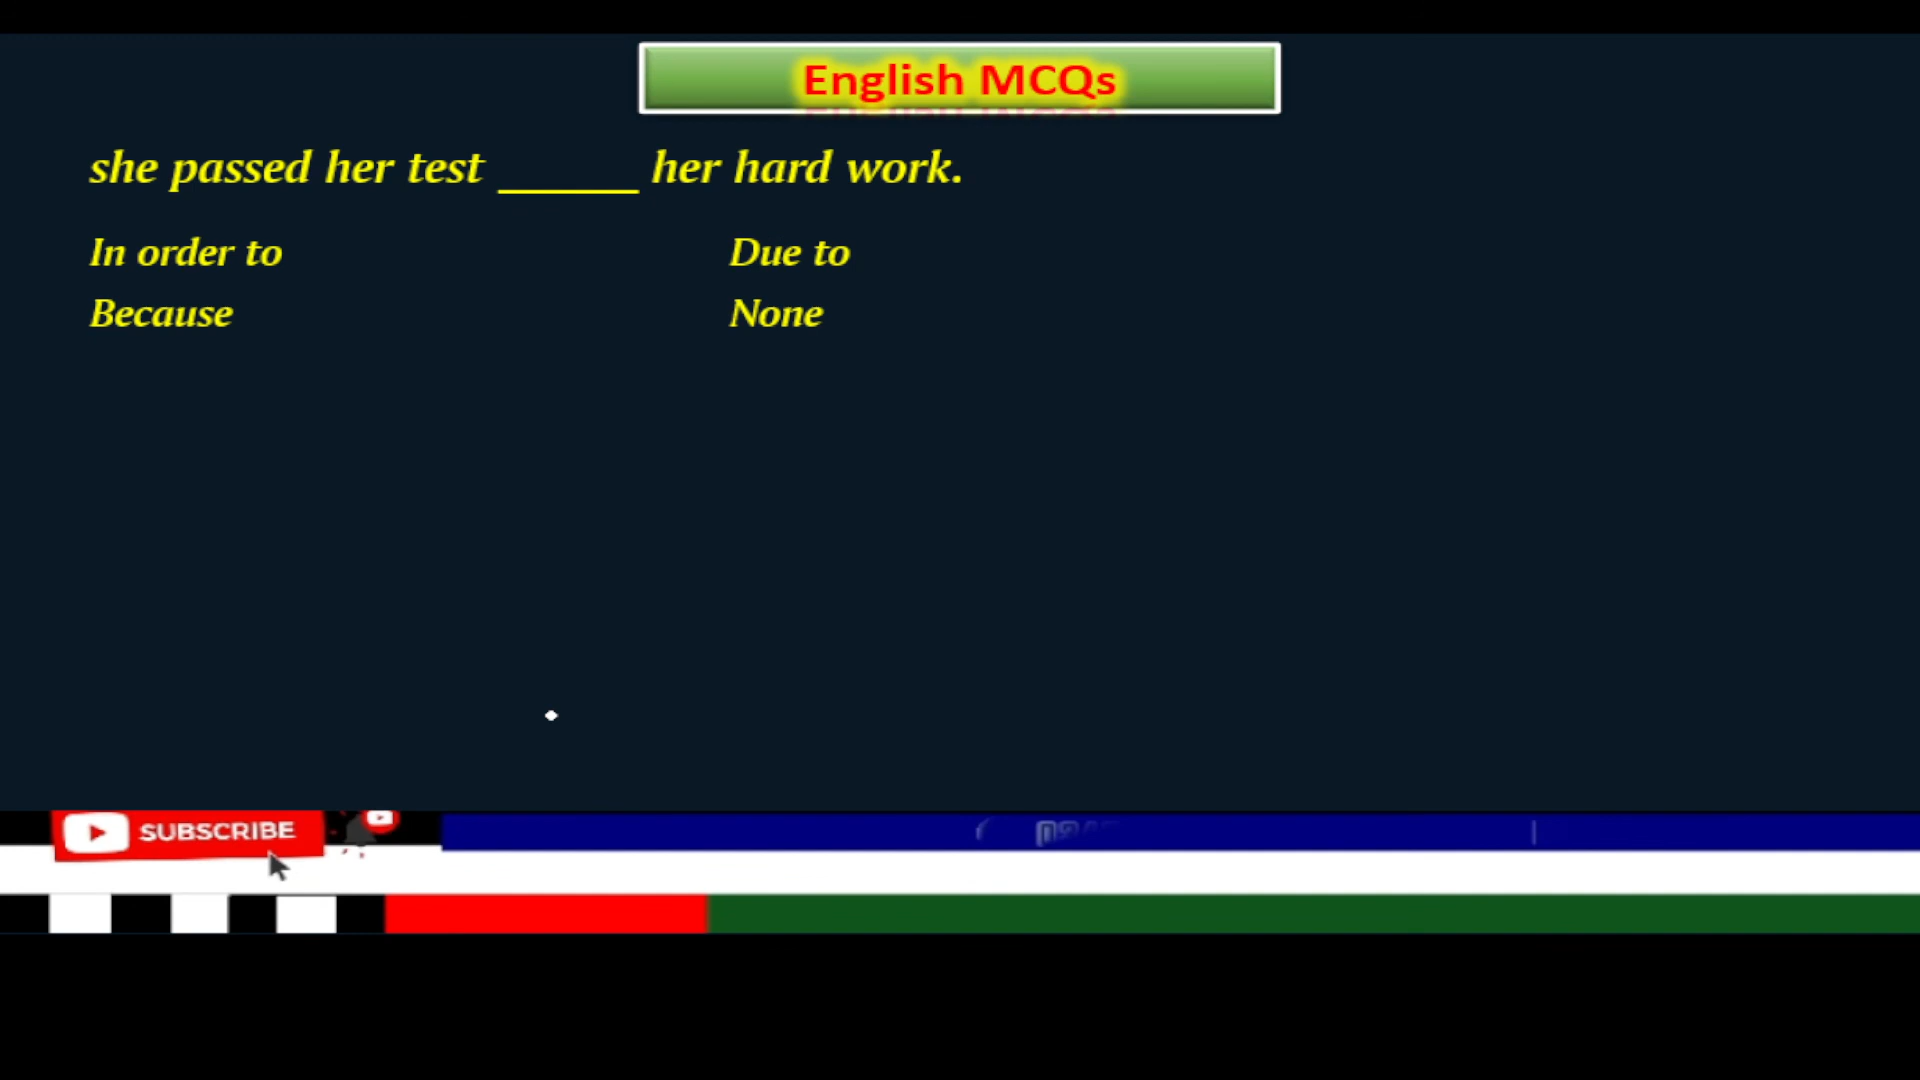 English MCQs
she passed her test ______ her hard work.
In order to
Due to
Because
None
SUBSCRIBE